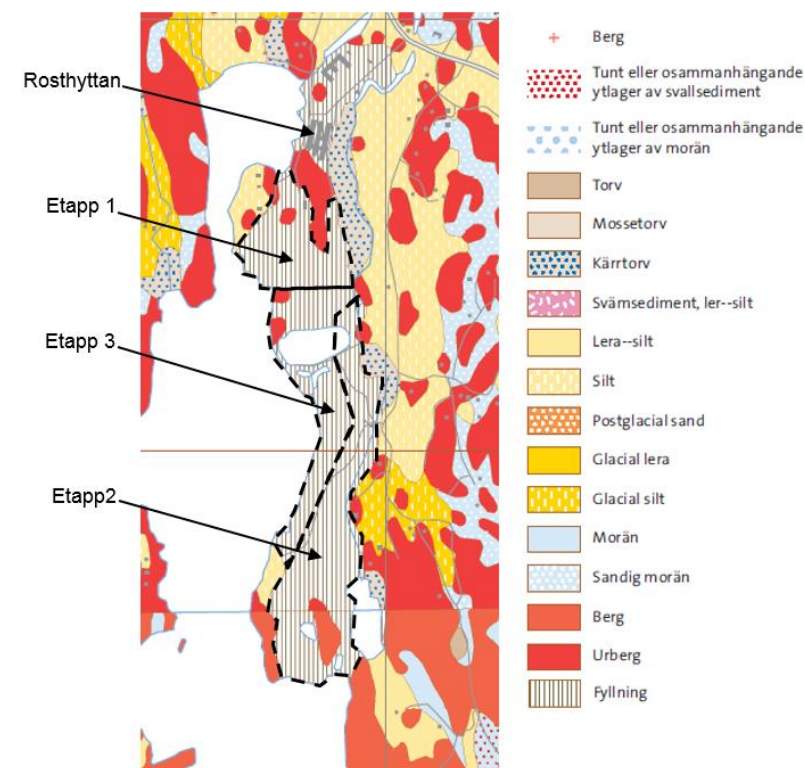 Rosthyttan
Etapp 1
Etapp 3
Etapp2
Berg
Tunt eller osammanhängande
ytlager av svallsediment
Tunt eller osammanhängande
ytlager av morän
Torv
Mossetorv
Kärrtorv
Svämsediment, ler--silt
Lera--silt
Silt
Postglacial sand
Glacial lera
Glacial silt
Morän
Sandig morän
Berg
Urberg
Fyllning